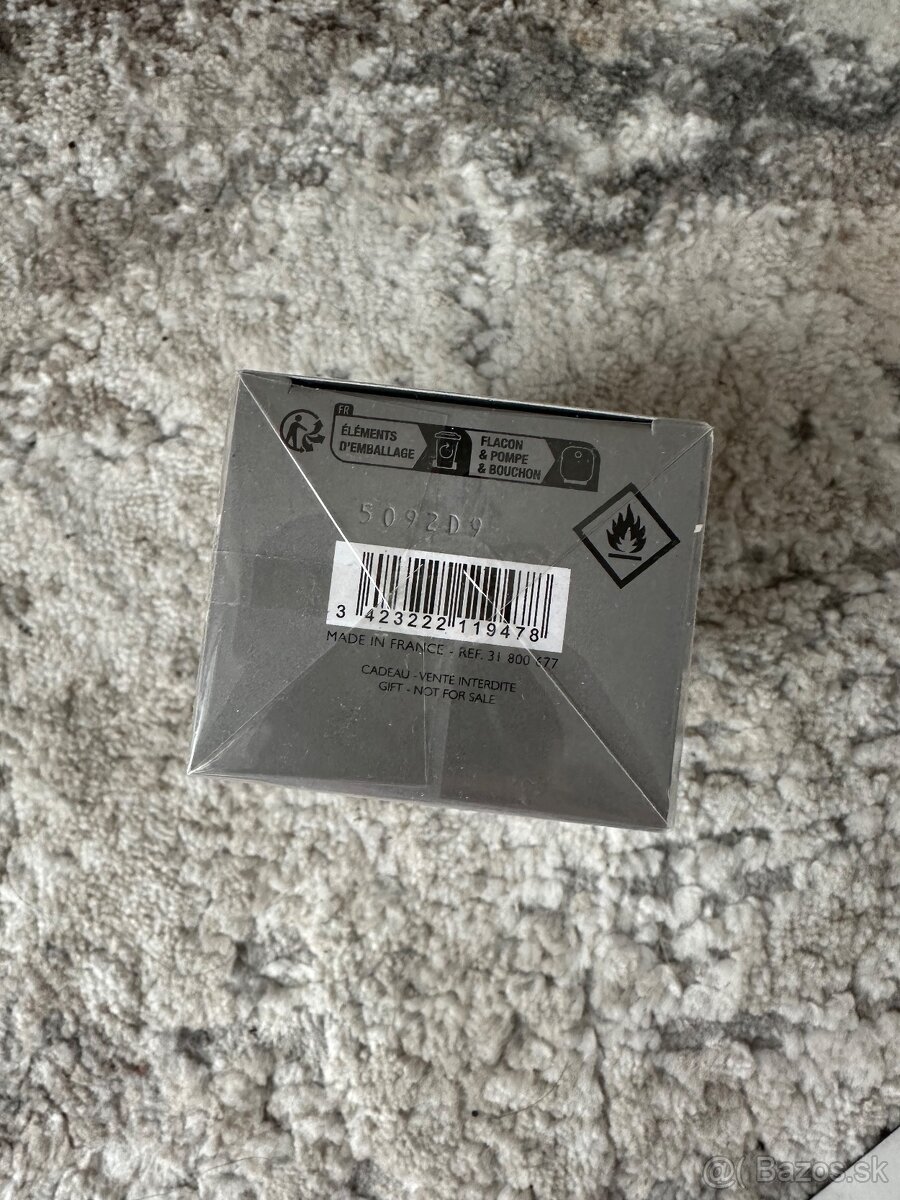 FR
ÉLÉMENTS
D'EMBALLAGE
FLACON
& POMPE
& BOUCHON
5092D9
3 423222 119478
MADE IN FRANCE - REF. 31 800 677
CADEAU - VENTE INTERDITE
GIFT - NOT FOR SALE
@ Bazos.sk